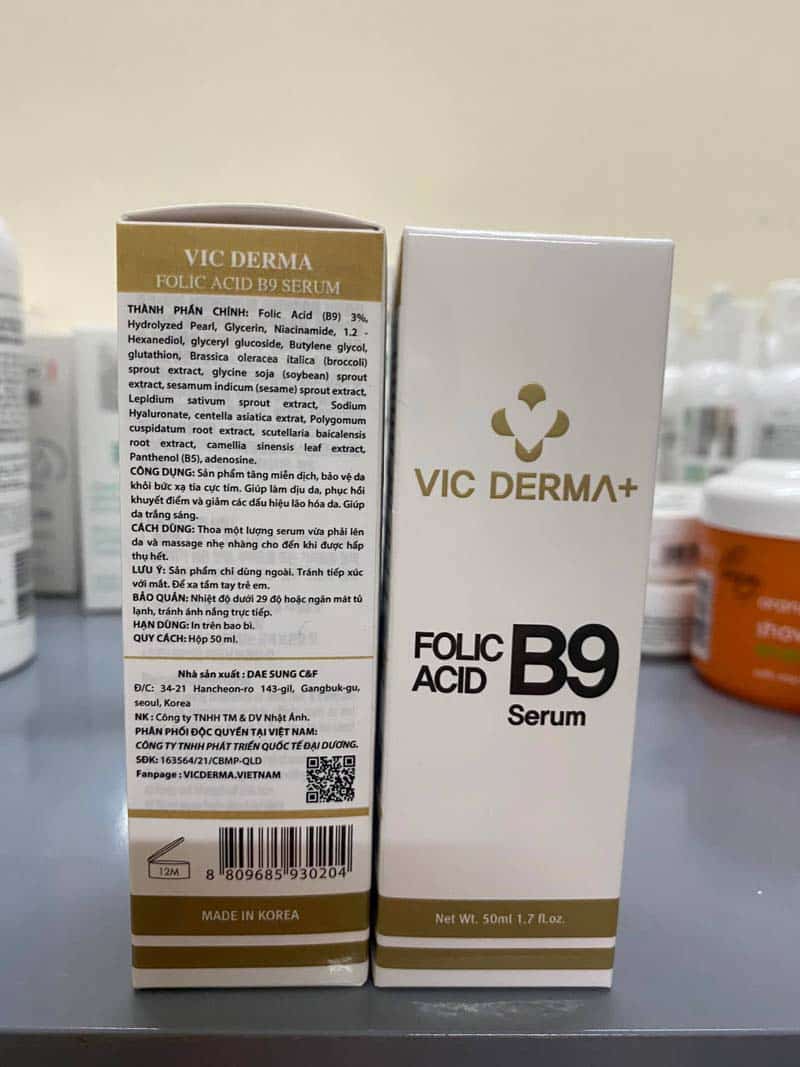 VIC DERMA
FOLIC ACID B9 SERUM
THÀNH PHẦN CHÍNH: Folic Acid (B9) 3%,
Hydrolyzed Pearl, Glycerin, Niacinamide, 1.2 -
Hexanediol, glyceryl glucoside, Butylene glycol,
glutathion, Brassica oleracea italica (broccoli)
sprout extract, glycine soja (soybean) sprout
extract, sesamum indicum (sesame) sprout extract,
Lepidium sativum sprout extract, Sodium
Hyaluronate, centella asiatica extrat, Polygomum
cuspidatum root extract, scutellaria baicalensis
root extract, camellia sinensis leaf extract,
Panthenol (B5), adenosine.
CÔNG DỤNG: Sản phẩm tăng miễn dịch, bảo vệ da
khỏi bức xạ tia cực tím. Giúp làm dịu da, phục hồi
khuyết điểm và giảm các dấu hiệu lão hóa da. Giúp
da trắng sáng.
CÁCH DÙNG: Thoa một lượng serum vừa phải lên
da và massage nhẹ nhàng cho đến khi được hấp
thụ hết.
LƯU Ý: Sản phẩm chỉ dùng ngoài. Tránh tiếp xúc
với mắt. Để xa tầm tay trẻ em.
BẢO QUẢN: Nhiệt độ dưới 29 độ hoặc ngăn mát tủ
lạnh, tránh ánh nắng trực tiếp.
HẠN DÙNG: In trên bao bì.
QUY CÁCH: Hộp 50 ml.
Nhà sản xuất : DAE SUNG C&F
Đ/C: 34-21 Hancheon-ro 143-gil, Gangbuk-gu,
seoul, Korea
NK : Công ty TNHH TM & DV Nhật Ánh.
PHÂN PHỐI ĐỘC QUYỀN TẠI VIỆT NAM:
CÔNG TY TNHH PHÁT TRIỂN QUỐC TẾ ĐẠI DƯƠNG.
SĐK: 163564/21/CBMP-QLD
Fanpage : VICDERMA.VIETNAM
12M
8 809685 930204
MADE IN KOREA
VIC DERMA+
FOLIC
ACID
B9
Serum
Net Wt. 50ml 1.7 fl.oz.